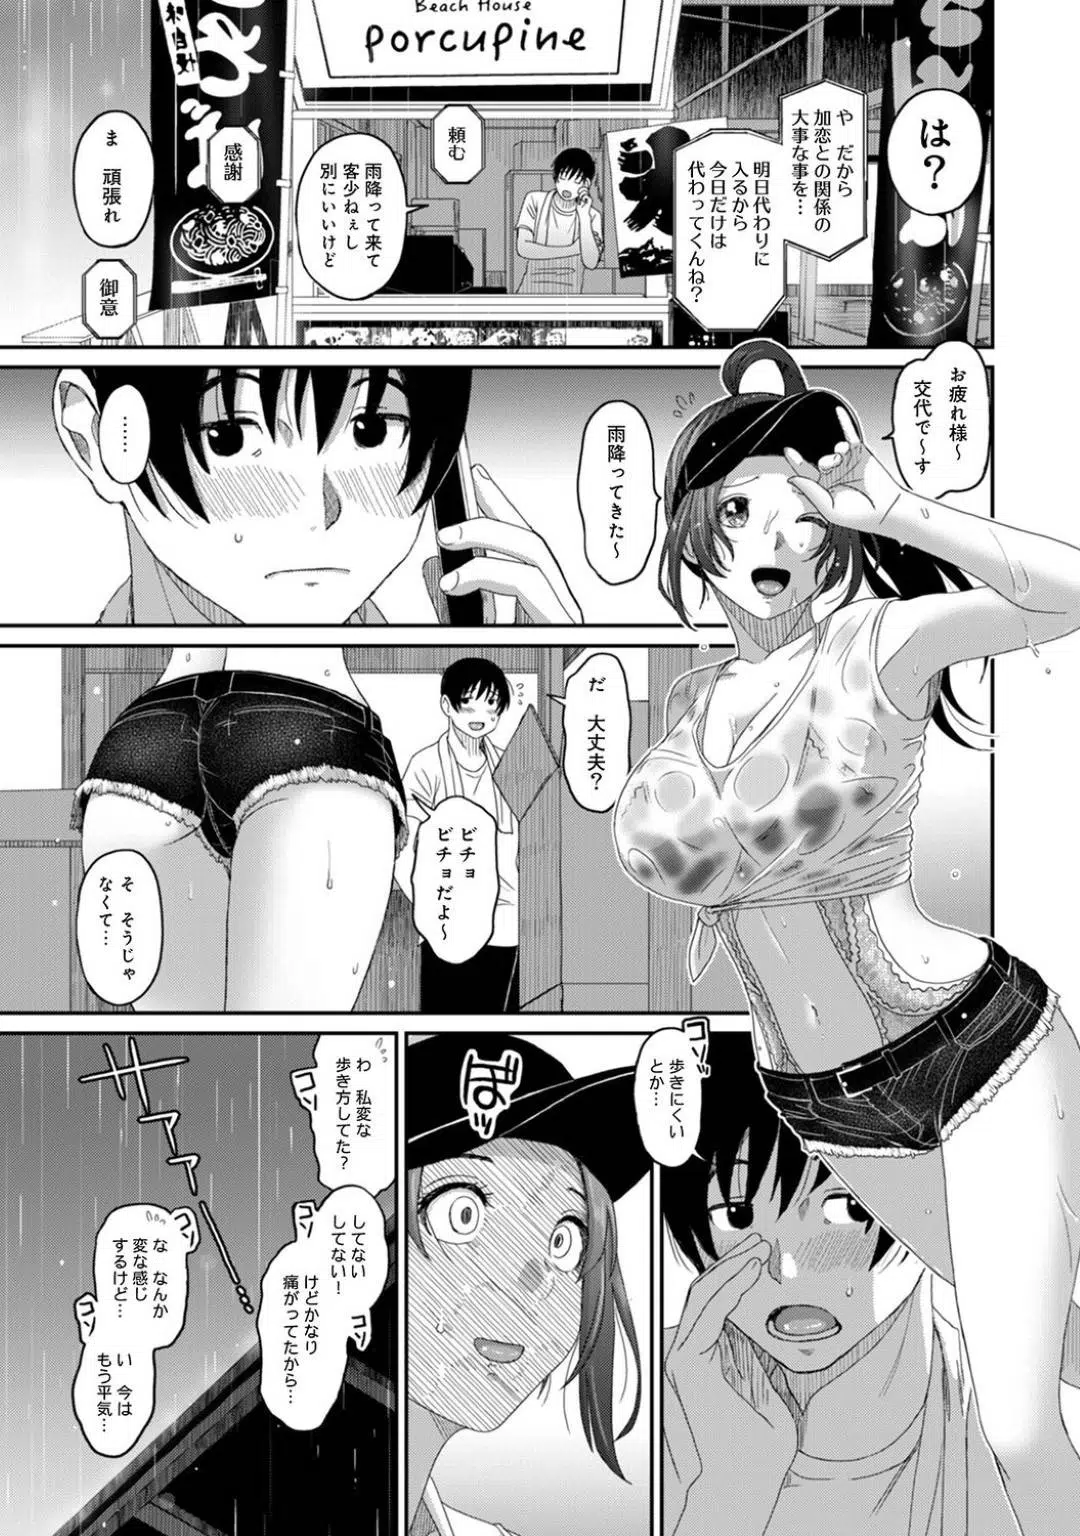 Beach House
porcupine
は？
や　だから
加恋との関係の
大事な事を…
明日代わりに
入るから
今日だけは
代わってくんね？
頼む
雨降って来て
客少ねぇし
別にいいけど
感謝
ま　頑張れ
御意
お疲れ様～
交代で～す
雨降ってきた～
……
だ　大丈夫？
ビチョ
ビチョだよ～
そ　そうじゃ
なくて…
コソッ
歩きにくい
とか…
ぼっ
コソ
わ　私変な
歩き方してた？
してない
してない！
けどかなり
痛がってたから…
コソ
コソ
な　なんか
変な感じ
するけど…
い　今は
もう平気…
コソ
サアアア